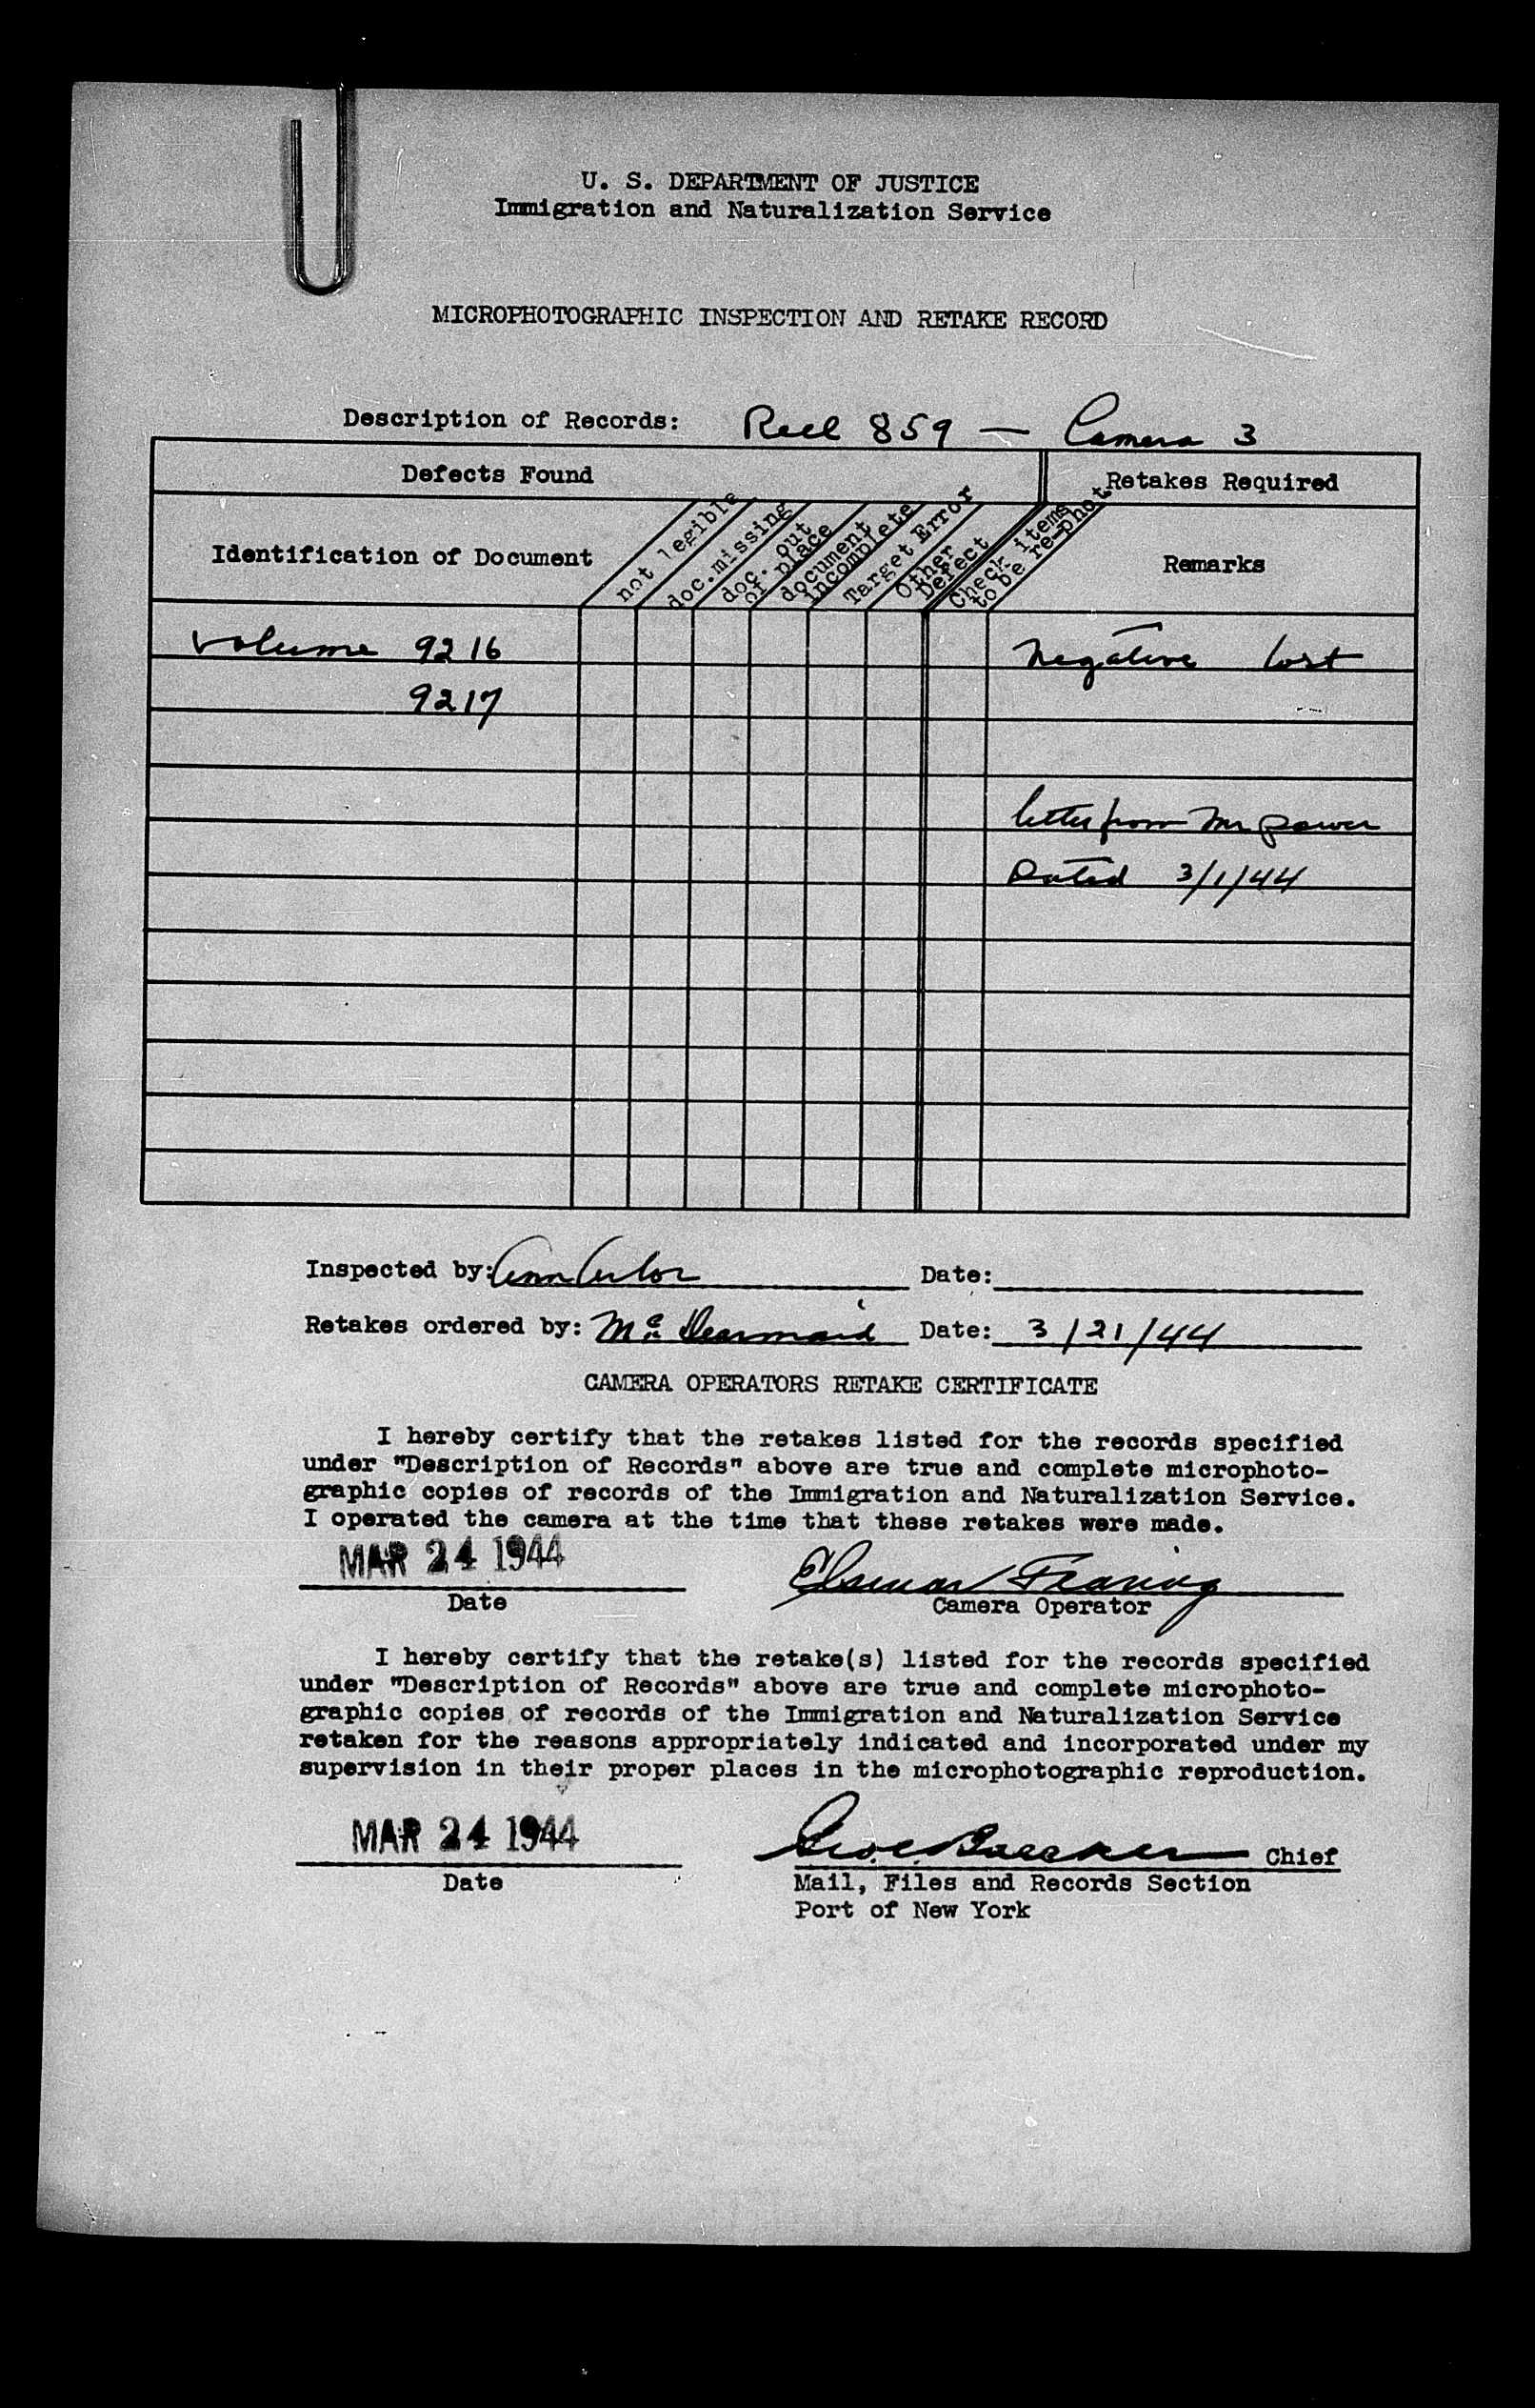 U. S. DEPARTMENT OF JUSTICE
Immigration and Naturalization Service
MICROPHOTOGRAPHIC INSPECTION AND RETAKE RECORD
Description of Records: Reel 859 — Camera 3
Defects Found
Retakes Required
Identification of Document
not legible
doc. missing
doc. out
of place
document
incomplete
Target Error
Other
Defect
Check items
to be re-phot
Remarks
Volume 9216
Negative lost
9217
letter from Mr Power
Dated 3/1/44
Inspected by: Ann
Date:
Retakes ordered by: Date: 3/21/44
CAMERA OPERATORS RETAKE CERTIFICATE
I hereby certify that the retakes listed for the records specified
under "Description of Records" above are true and complete microphoto-
graphic copies of records of the Immigration and Naturalization Service.
I operated the camera at the time that these retakes were made.
MAR 24 1944
Date
Camera Operator
I hereby certify that the retake(s) listed for the records specified
under "Description of Records" above are true and complete microphoto-
graphic copies of records of the Immigration and Naturalization Service
retaken for the reasons appropriately indicated and incorporated under my
supervision in their proper places in the microphotographic reproduction.
MAR 24 1944
Chief
Date
Mail, Files and Records Section
Port of New York